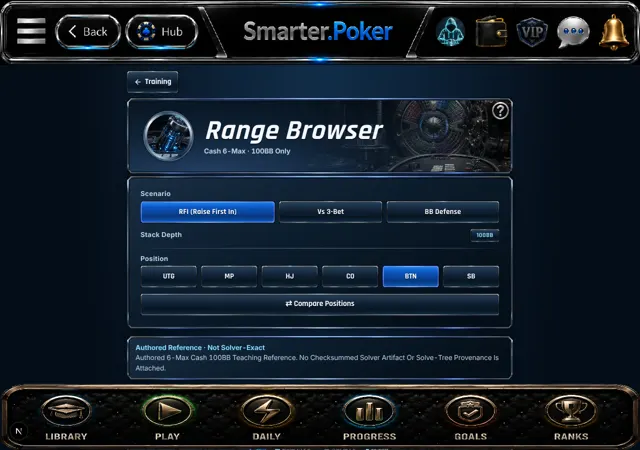 Back
Hub
Smarter.Poker
VIP
← Training
Range Browser
Cash 6-Max · 100BB Only
?
Scenario
RFI (Raise First In)
Vs 3-Bet
BB Defense
Stack Depth
100BB
Position
UTG
MP
HJ
CO
BTN
SB
⇄ Compare Positions
Authored Reference · Not Solver-Exact
Authored 6-Max Cash 100BB Teaching Reference. No Checksummed Solver Artifact Or Solve-Tree Provenance Is
Attached.
N
LIBRARY
PLAY
DAILY
PROGRESS
GOALS
RANKS